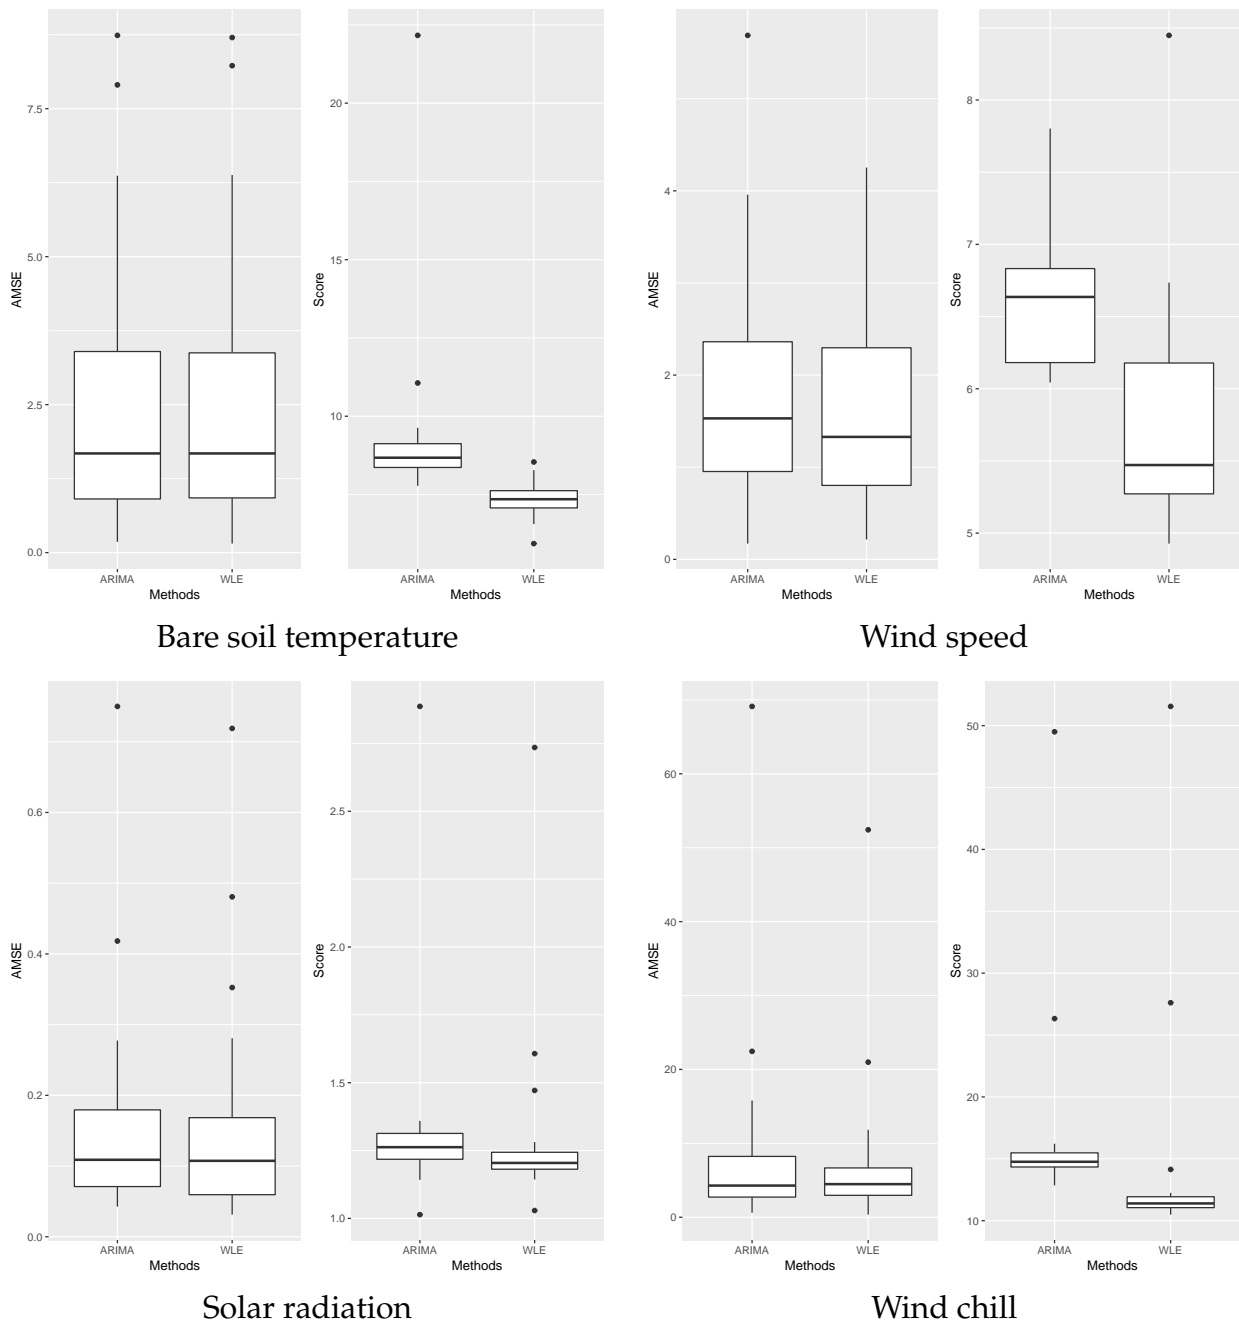 AMSE
7.5
5.0
2.5
0.0
ARIMA WLE
Methods
Score
20
15
10
ARIMA WLE
Methods
Bare soil temperature
AMSE
4
2
0
ARIMA WLE
Methods
Score
8
7
6
5
ARIMA WLE
Methods
Wind speed
AMSE
0.6
0.4
0.2
0.0
ARIMA WLE
Methods
Score
2.5
2.0
1.5
1.0
ARIMA WLE
Methods
Solar radiation
AMSE
60
40
20
0
ARIMA WLE
Methods
Score
50
40
30
20
10
ARIMA WLE
Methods
Wind chill